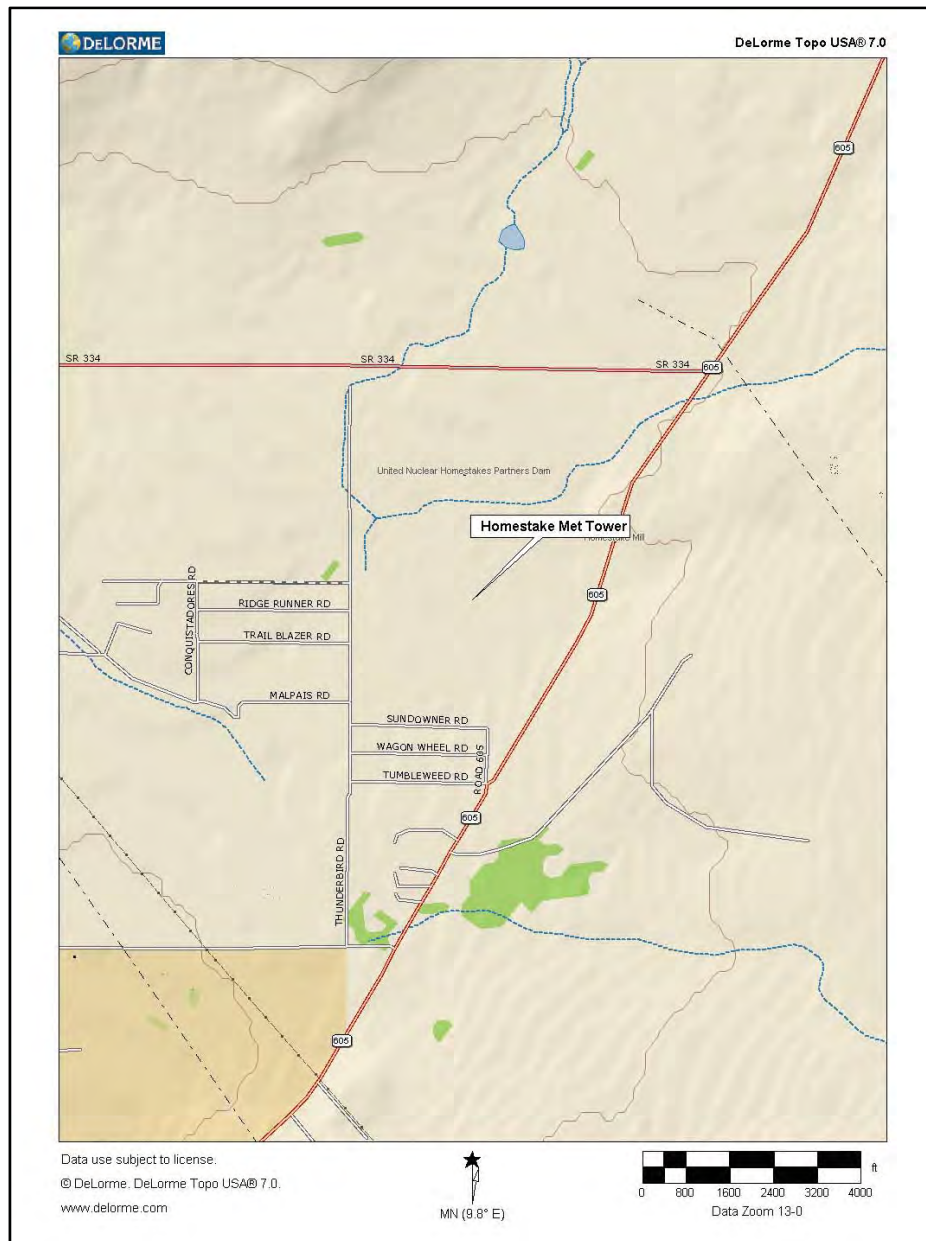 DELORME
DeLorme Topo USA® 7.0
605
SR 334
SR 334
SR 334
605
United Nuclear Homestakes Partners Dam
Homestake Met Tower
Homestake Mill
CONQUISTADORES RD
RIDGE RUNNER RD
605
TRAIL BLAZER RD
MALPAIS RD
SUNDOWNER RD
WAGON WHEEL RD
ROAD 605
TUMBLEWEED RD
605
THUNDERBIRD RD
605
Data use subject to license.
© DeLorme. DeLorme Topo USA® 7.0.
www.delorme.com
MN (9.8° E)
ft
0 800 1600 2400 3200 4000
Data Zoom 13-0